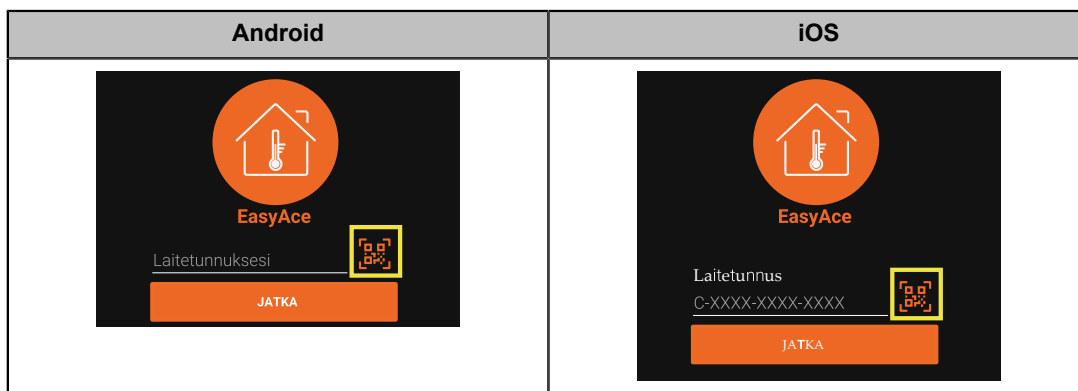 Android
iOS
EasyAce
Laitetunnuksesi
JATKA
EasyAce
Laitetunnus
C-XXXX-XXXX-XXXX
JATKA